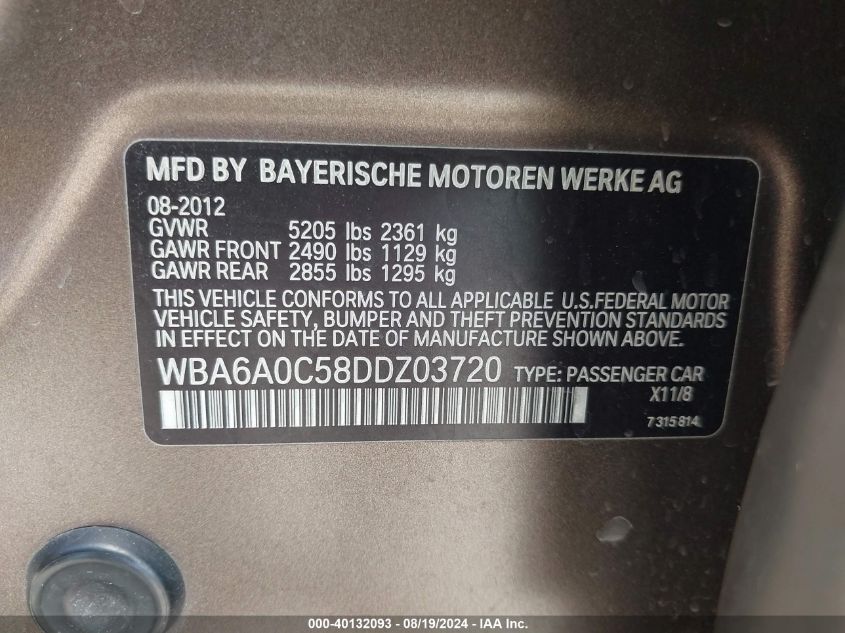 MFD BY BAYERISCHE MOTOREN WERKE AG
08-2012
GVWR 5205 lbs 2361 kg
GAWR FRONT 2490 lbs 1129 kg
GAWR REAR 2855 lbs 1295 kg
THIS VEHICLE CONFORMS TO ALL APPLICABLE U.S.FEDERAL MOTOR
VEHICLE SAFETY, BUMPER AND THEFT PREVENTION STANDARDS
IN EFFECT ON THE DATE OF MANUFACTURE SHOWN ABOVE.
WBA6A0C58DDZ03720 TYPE: PASSENGER CAR
X11/8
7315814
000-40132093 - 08/19/2024 - IAA Inc.